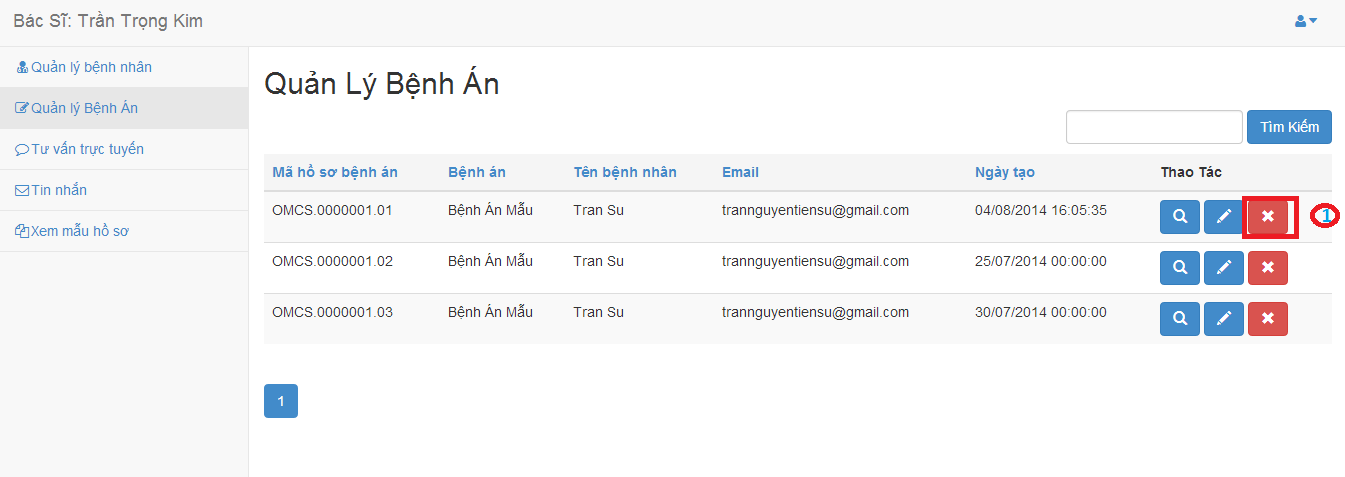 Bác Sĩ: Trần Trọng Kim
Quản lý bệnh nhân
Quản lý Bệnh Án
Tư vấn trực tuyến
Tin nhắn
Xem mẫu hồ sơ
Quản Lý Bệnh Án
Tìm Kiếm
Mã hồ sơ bệnh án Bệnh án Tên bệnh nhân Email Ngày tạo Thao Tác
OMCS.0000001.01 Bệnh Án Mẫu Tran Su trannguyentiensu@gmail.com 04/08/2014 16:05:35 1
OMCS.0000001.02 Bệnh Án Mẫu Tran Su trannguyentiensu@gmail.com 25/07/2014 00:00:00
OMCS.0000001.03 Bệnh Án Mẫu Tran Su trannguyentiensu@gmail.com 30/07/2014 00:00:00
1